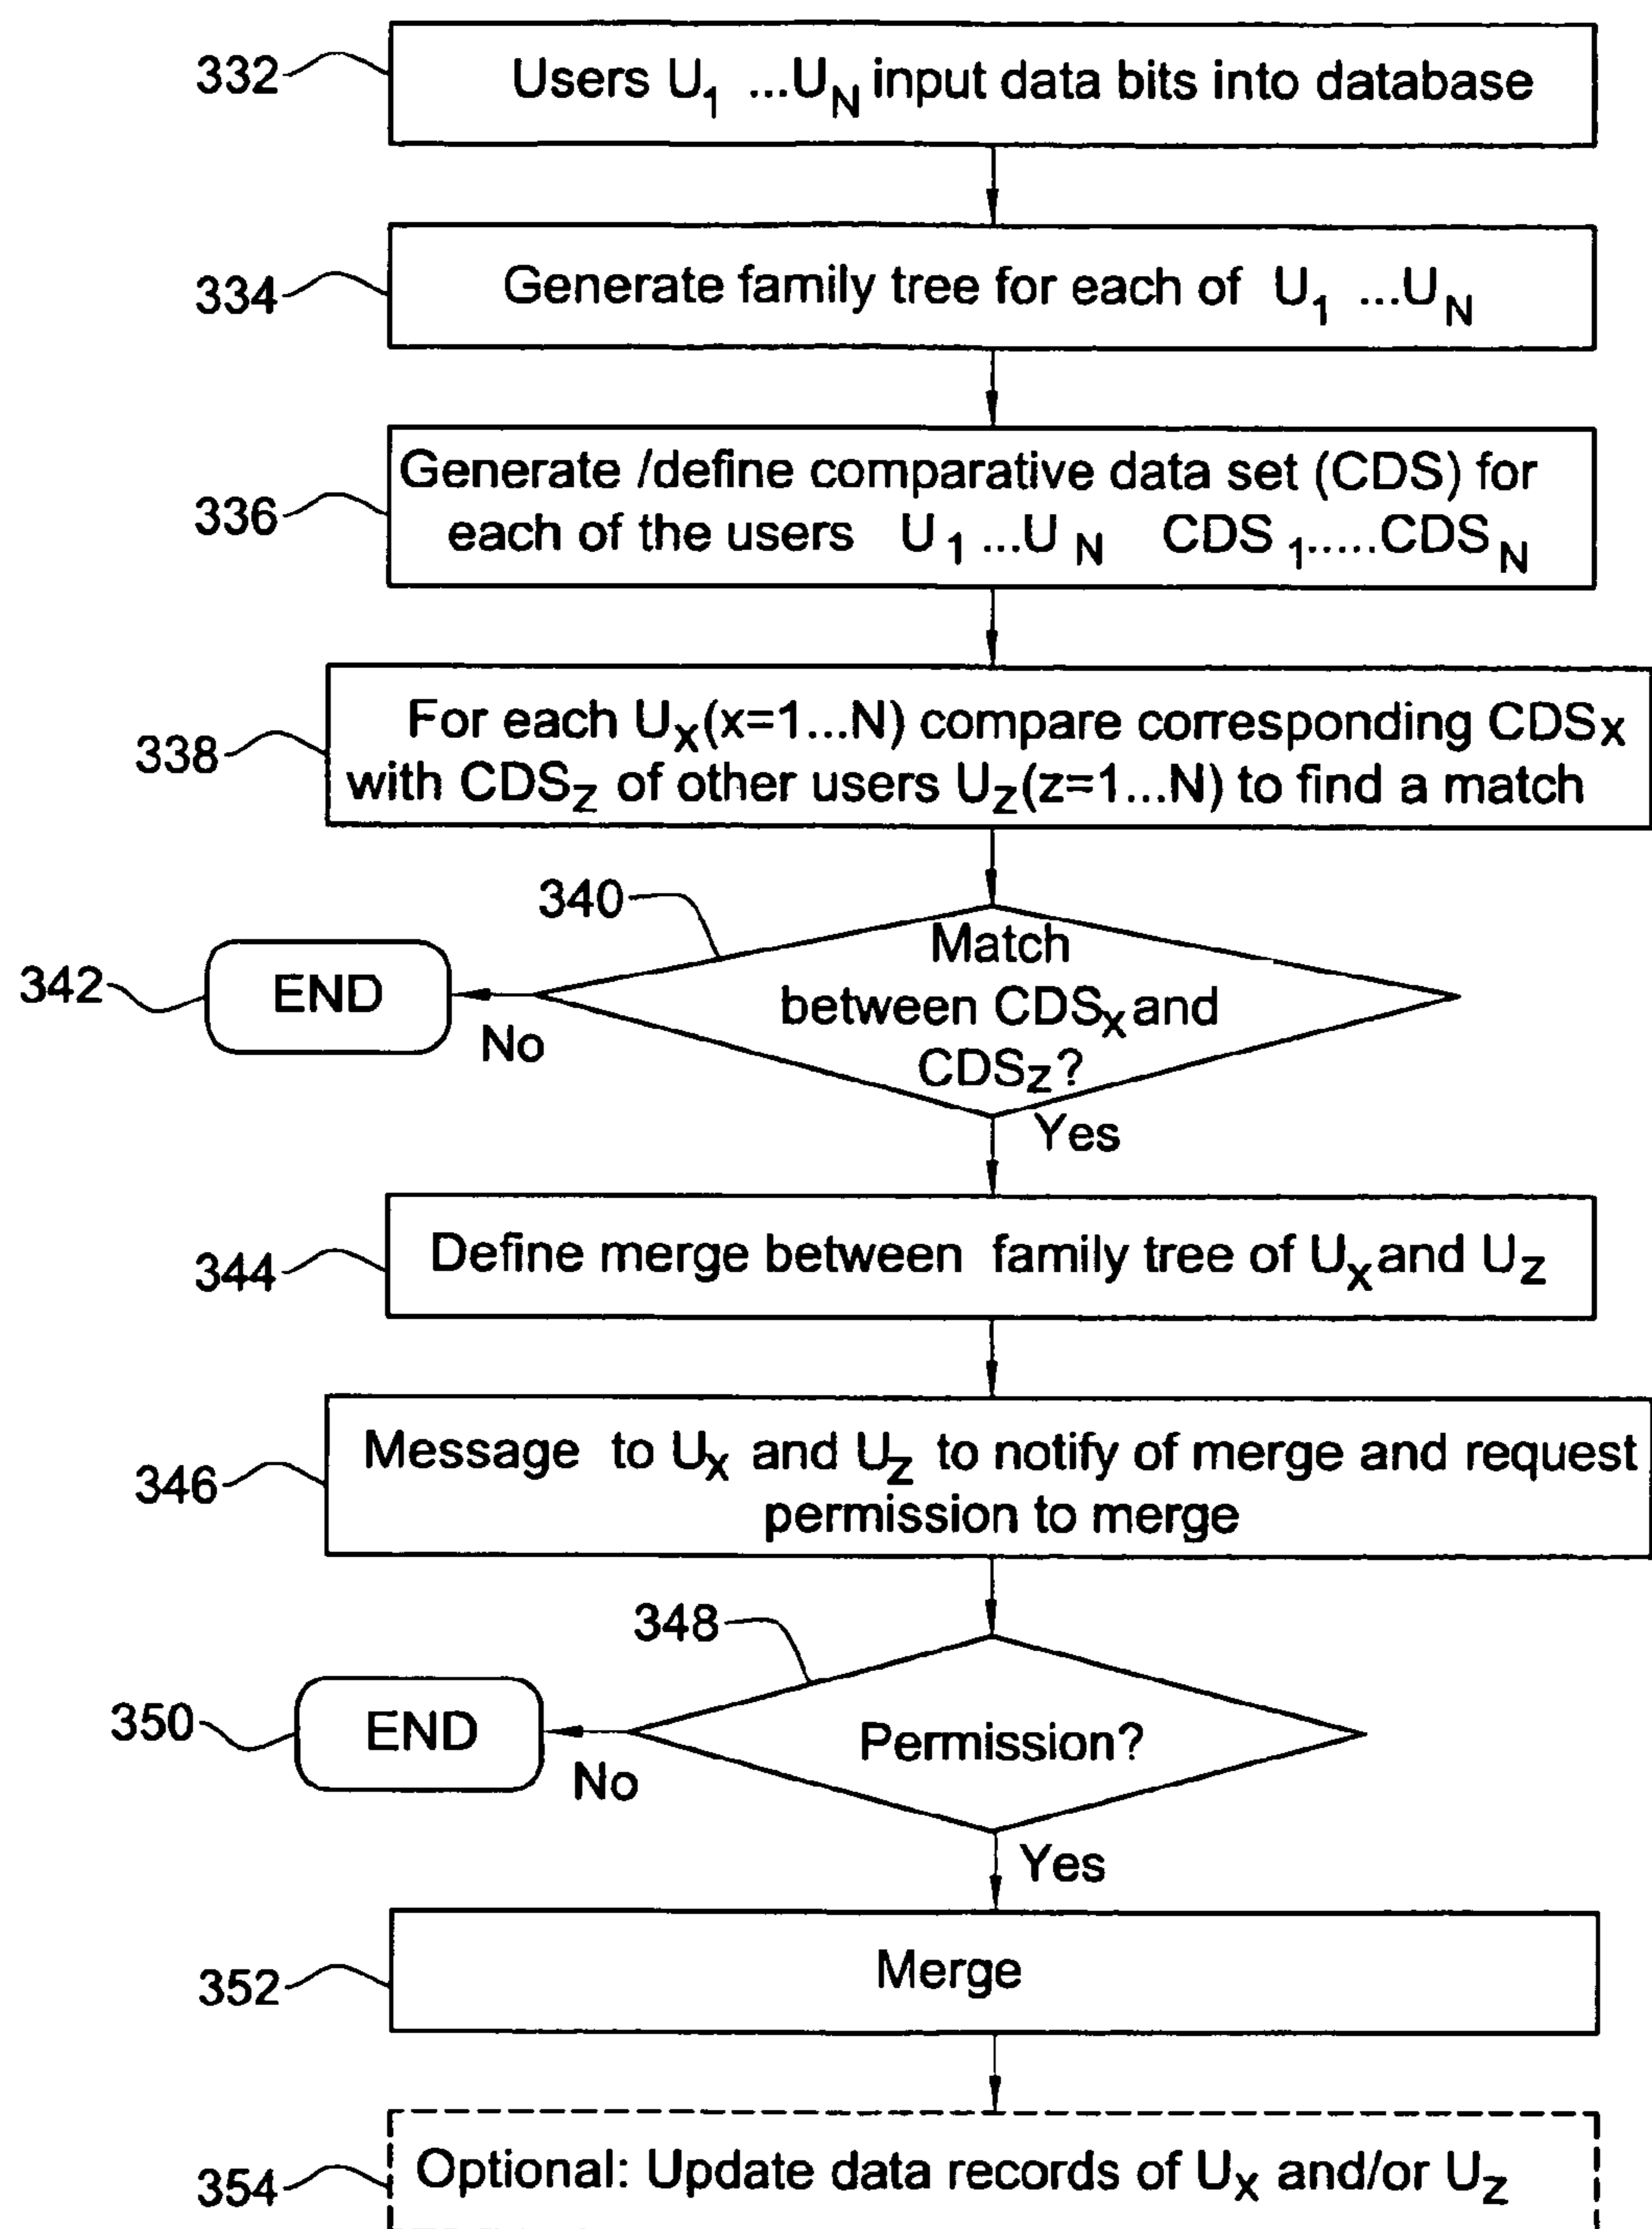 332
Users U1 ...UN input data bits into database
334
Generate family tree for each of U1 ...UN
336
Generate /define comparative data set (CDS) for
each of the users U1 ...UN CDS1.....CDSN
338
For each Ux(x=1...N) compare corresponding CDSx
with CDSz of other users Uz(z=1...N) to find a match
340
Match
between CDSx and
CDSz?
342
END
No
Yes
344
Define merge between family tree of Ux and Uz
346
Message to Ux and Uz to notify of merge and request
permission to merge
348
Permission?
350
END
No
Yes
352
Merge
354
Optional: Update data records of Ux and/or Uz